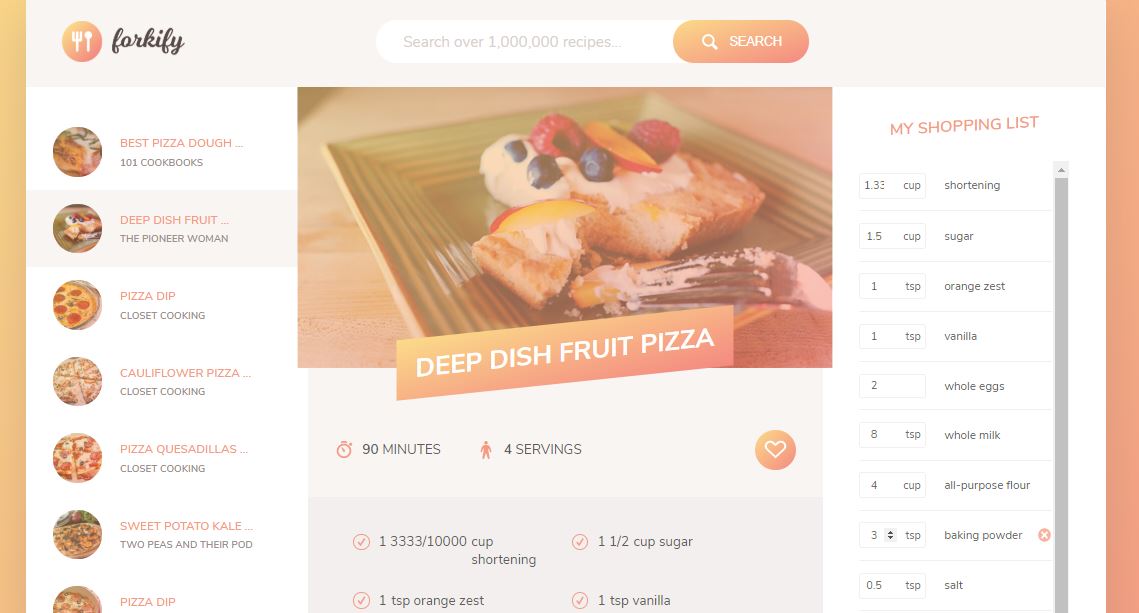 forkify
Search over 1,000,000 recipes...
SEARCH
BEST PIZZA DOUGH ...
101 COOKBOOKS
DEEP DISH FRUIT ...
THE PIONEER WOMAN
PIZZA DIP
CLOSET COOKING
CAULIFLOWER PIZZA ...
CLOSET COOKING
PIZZA QUESADILLAS ...
CLOSET COOKING
SWEET POTATO KALE ...
TWO PEAS AND THEIR POD
PIZZA DIP
DEEP DISH FRUIT PIZZA
90 MINUTES
4 SERVINGS
1 3333/10000 cup
shortening
1 1/2 cup sugar
1 tsp orange zest
1 tsp vanilla
MY SHOPPING LIST
1.33 cup shortening
1.5 cup sugar
1 tsp orange zest
1 tsp vanilla
2 whole eggs
8 tsp whole milk
4 cup all-purpose flour
3 tsp baking powder
0.5 tsp salt